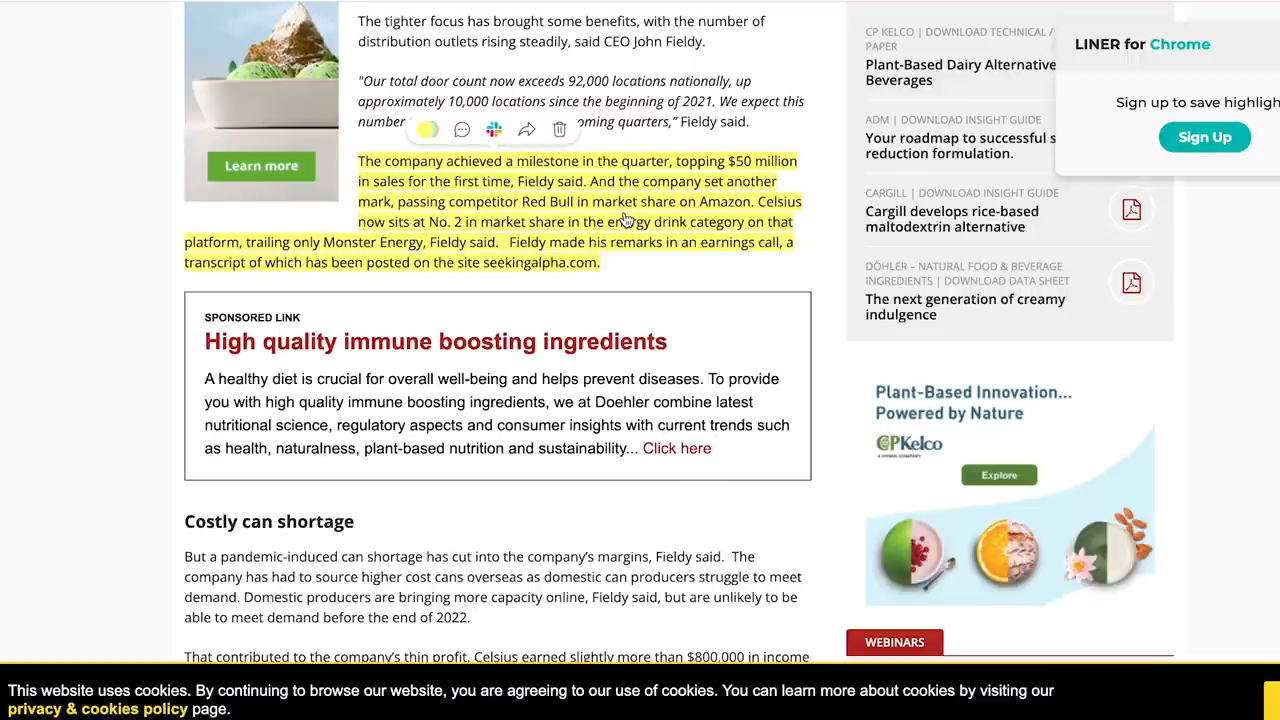 The tighter focus has brought some benefits, with the number of
distribution outlets rising steadily, said CEO John Fieldy.
"Our total door count now exceeds 92,000 locations nationally, up
approximately 10,000 locations since the beginning of 2021. We expect this
number
oming quarters,” Fieldy said.
The company achieved a milestone in the quarter, topping $50 million
in sales for the first time, Fieldy said. And the company set another
mark, passing competitor Red Bull in market share on Amazon. Celsius
now sits at No. 2 in market share in the energy drink category on that
platform, trailing only Monster Energy, Fieldy said. Fieldy made his remarks in an earnings call, a
transcript of which has been posted on the site seekingalpha.com.
Learn more
SPONSORED LINK
High quality immune boosting ingredients
A healthy diet is crucial for overall well-being and helps prevent diseases. To provide
you with high quality immune boosting ingredients, we at Doehler combine latest
nutritional science, regulatory aspects and consumer insights with current trends such
as health, naturalness, plant-based nutrition and sustainability... Click here
Costly can shortage
But a pandemic-induced can shortage has cut into the company’s margins, Fieldy said. The
company has had to source higher cost cans overseas as domestic can producers struggle to meet
demand. Domestic producers are bringing more capacity online, Fieldy said, but are unlikely to be
able to meet demand before the end of 2022.
That contributed to the company’s thin profit. Celsius earned slightly more than $800,000 in income
CP KELCO | DOWNLOAD TECHNICAL /
PAPER
Plant-Based Dairy Alternative
Beverages
ADM | DOWNLOAD INSIGHT GUIDE
Your roadmap to successful s
reduction formulation.
CARGILL | DOWNLOAD INSIGHT GUIDE
Cargill develops rice-based
maltodextrin alternative
DÖHLER – NATURAL FOOD & BEVERAGE
INGREDIENTS | DOWNLOAD DATA SHEET
The next generation of creamy
indulgence
LINER for Chrome
Sign up to save highligh
Sign Up
Plant-Based Innovation...
Powered by Nature
CPKelco
Explore
WEBINARS
This website uses cookies. By continuing to browse our website, you are agreeing to our use of cookies. You can learn more about cookies by visiting our
privacy & cookies policy page.